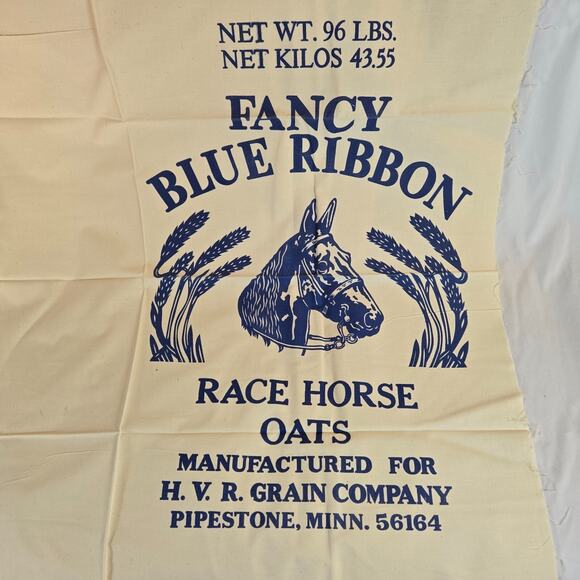 NET WT. 96 LBS.
NET KILOS 43.55
FANCY
BLUE RIBBON
RACE HORSE
OATS
MANUFACTURED FOR
H. V. R. GRAIN COMPANY
PIPESTONE, MINN. 56164